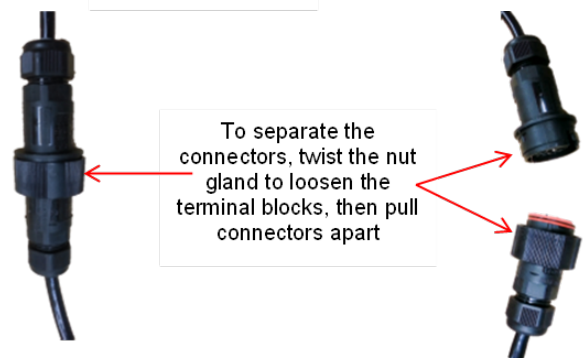 To separate the
connectors, twist the nut
gland to loosen the
terminal blocks, then pull
connectors apart